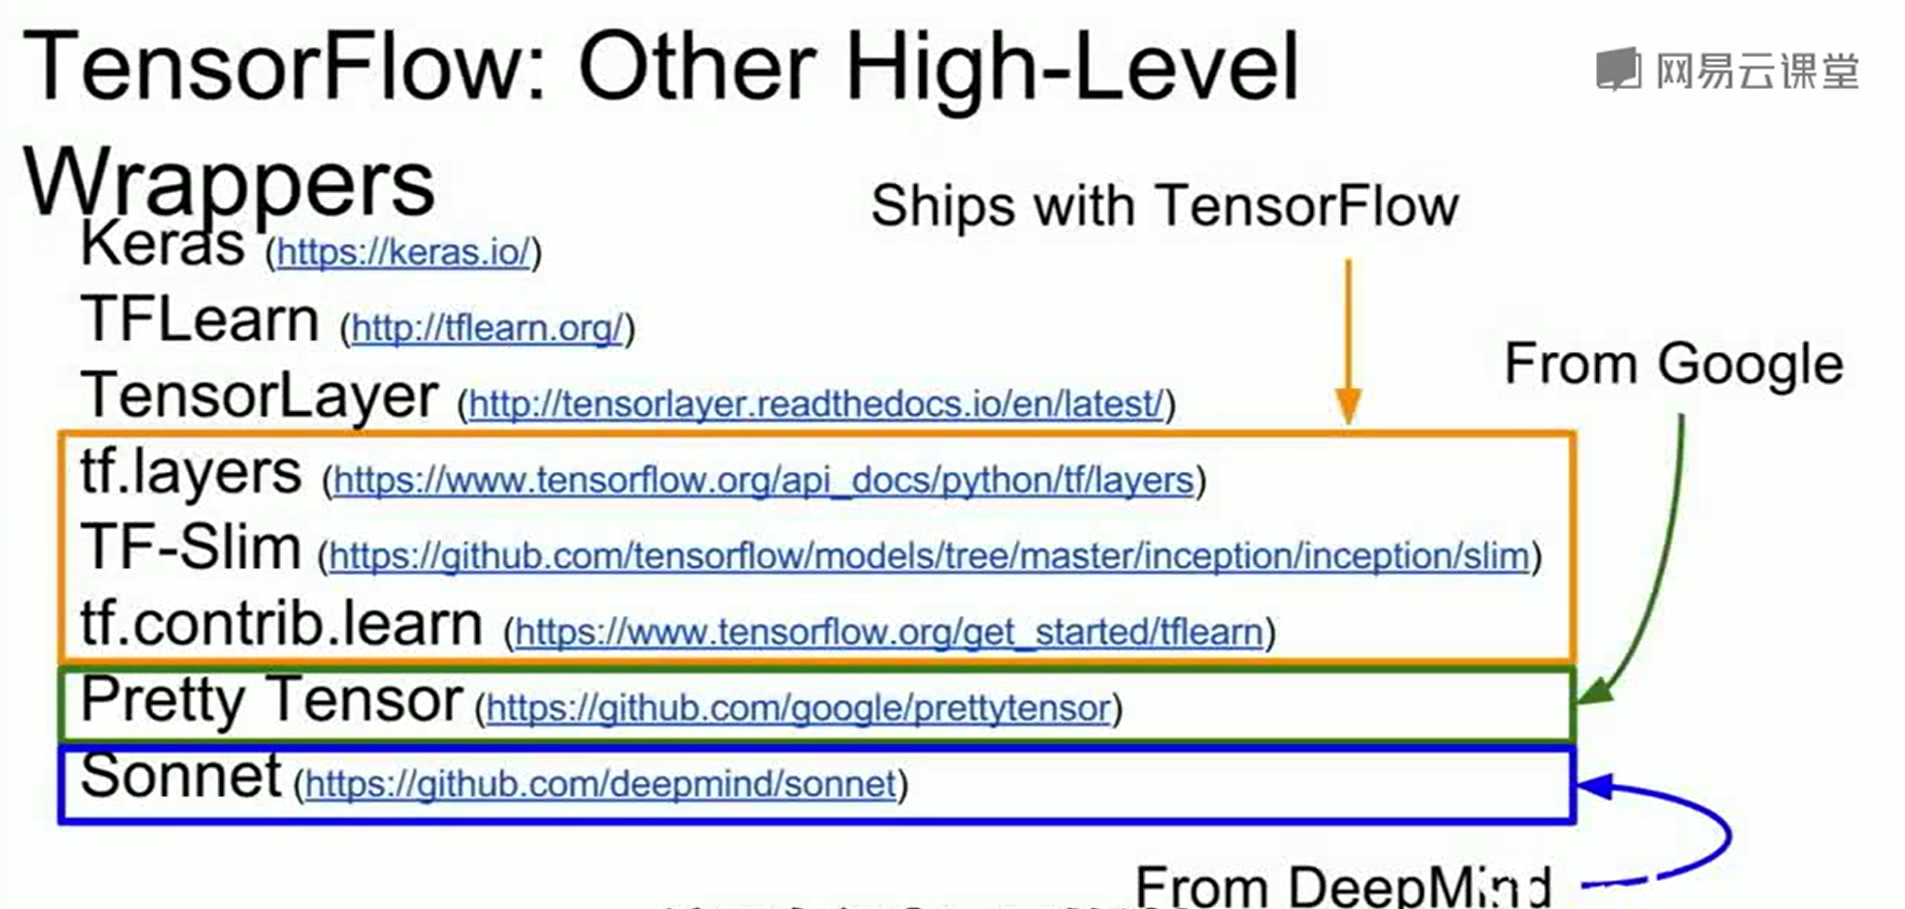 TensorFlow: Other High-Level
网易云课堂
Wrappers
Ships with TensorFlow
Keras (https://keras.io/)
TFLearn (http://tflearn.org/)
From Google
TensorLayer (http://tensorlayer.readthedocs.io/en/latest/)
tf.layers (https://www.tensorflow.org/api_docs/python/tf/layers)
TF-Slim (https://github.com/tensorflow/models/tree/master/inception/inception/slim)
tf.contrib.learn (https://www.tensorflow.org/get_started/tflearn)
Pretty Tensor (https://github.com/google/prettytensor)
Sonnet (https://github.com/deepmind/sonnet)
From DeepMind